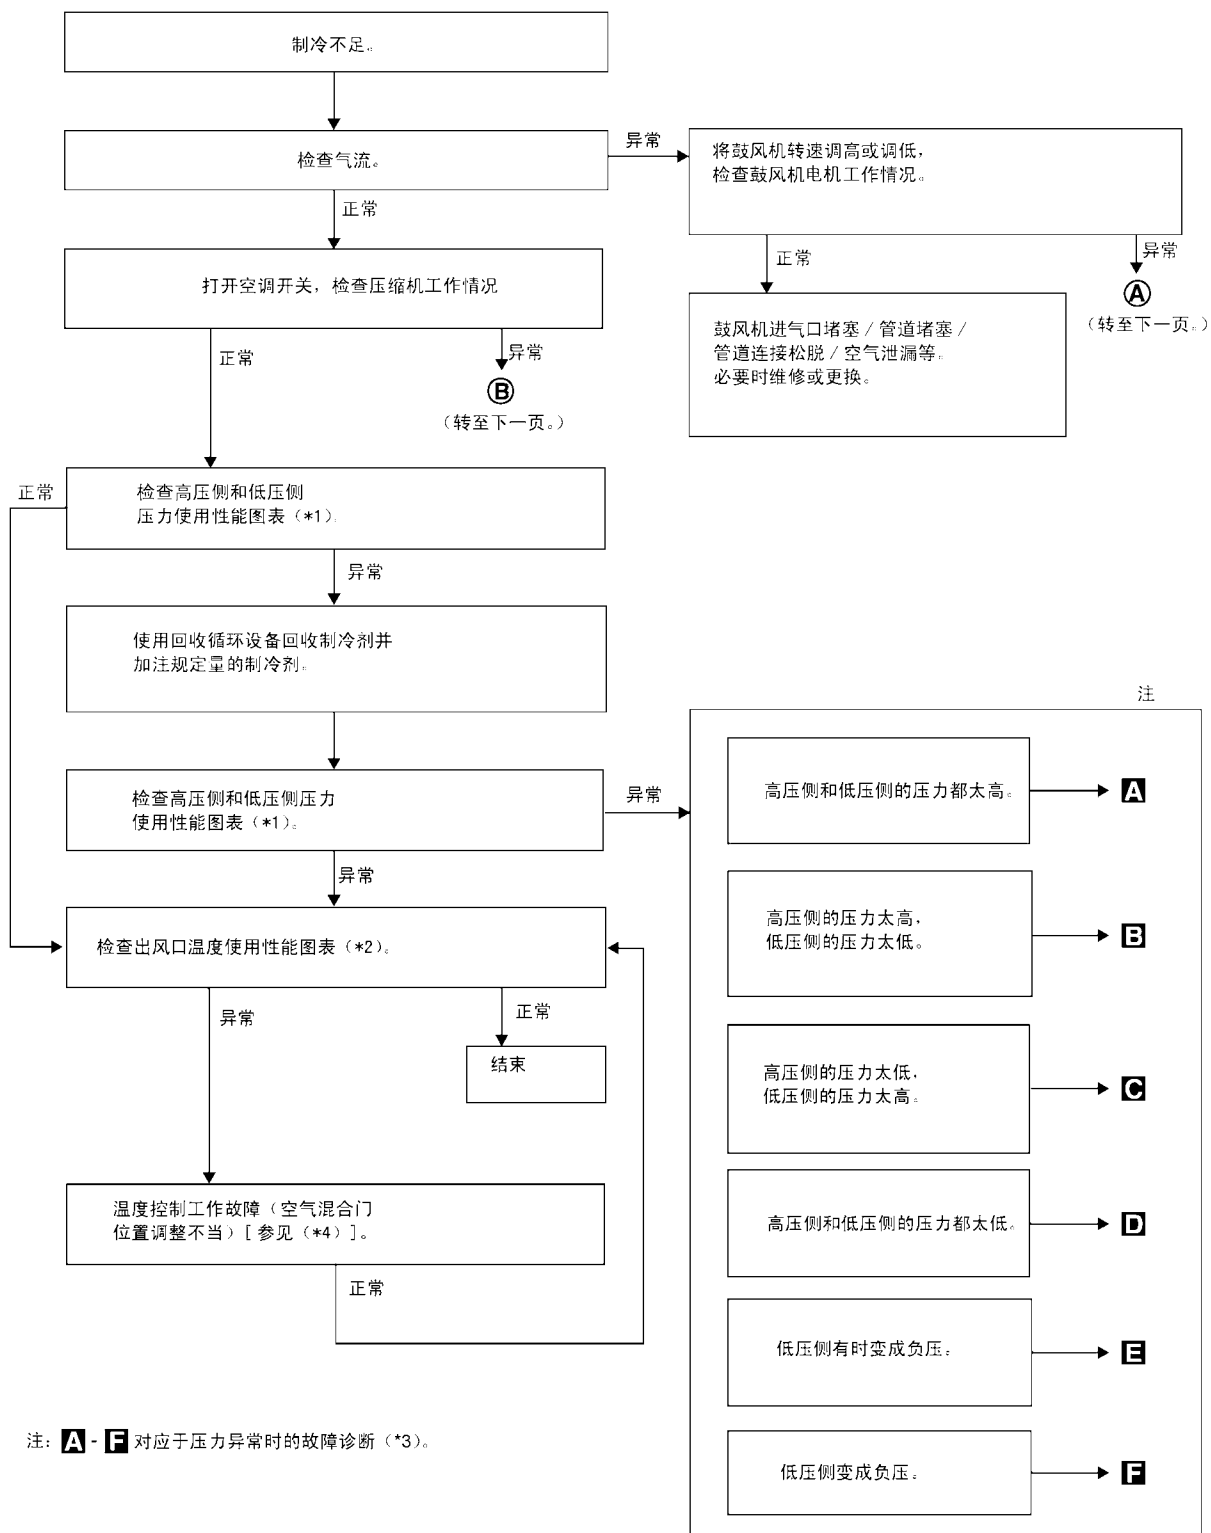 制冷不足。
检查气流。
异常
将鼓风机转速调高或调低，
检查鼓风机电机工作情况。
正常
正常
异常
A
（转至下一页。）
打开空调开关，检查压缩机工作情况
鼓风机进气口堵塞 / 管道堵塞 /
管道连接松脱 / 空气泄漏等。
必要时维修或更换。
正常
异常
B
（转至下一页。）
正常
检查高压侧和低压侧
压力使用性能图表（*1）。
异常
使用回收循环设备回收制冷剂并
加注规定量的制冷剂。
检查高压侧和低压侧压力
使用性能图表（*1）。
异常
异常
检查出风口温度使用性能图表（*2）。
异常
正常
结束
温度控制工作故障（空气混合门
位置调整不当）[ 参见（*4）]。
正常
注
高压侧和低压侧的压力都太高。
A
高压侧的压力太高，
低压侧的压力太低。
B
高压侧的压力太低，
低压侧的压力太高。
C
高压侧和低压侧的压力都太低。
D
低压侧有时变成负压。
E
低压侧变成负压。
F
注： A - F 对应于压力异常时的故障诊断（*3）。